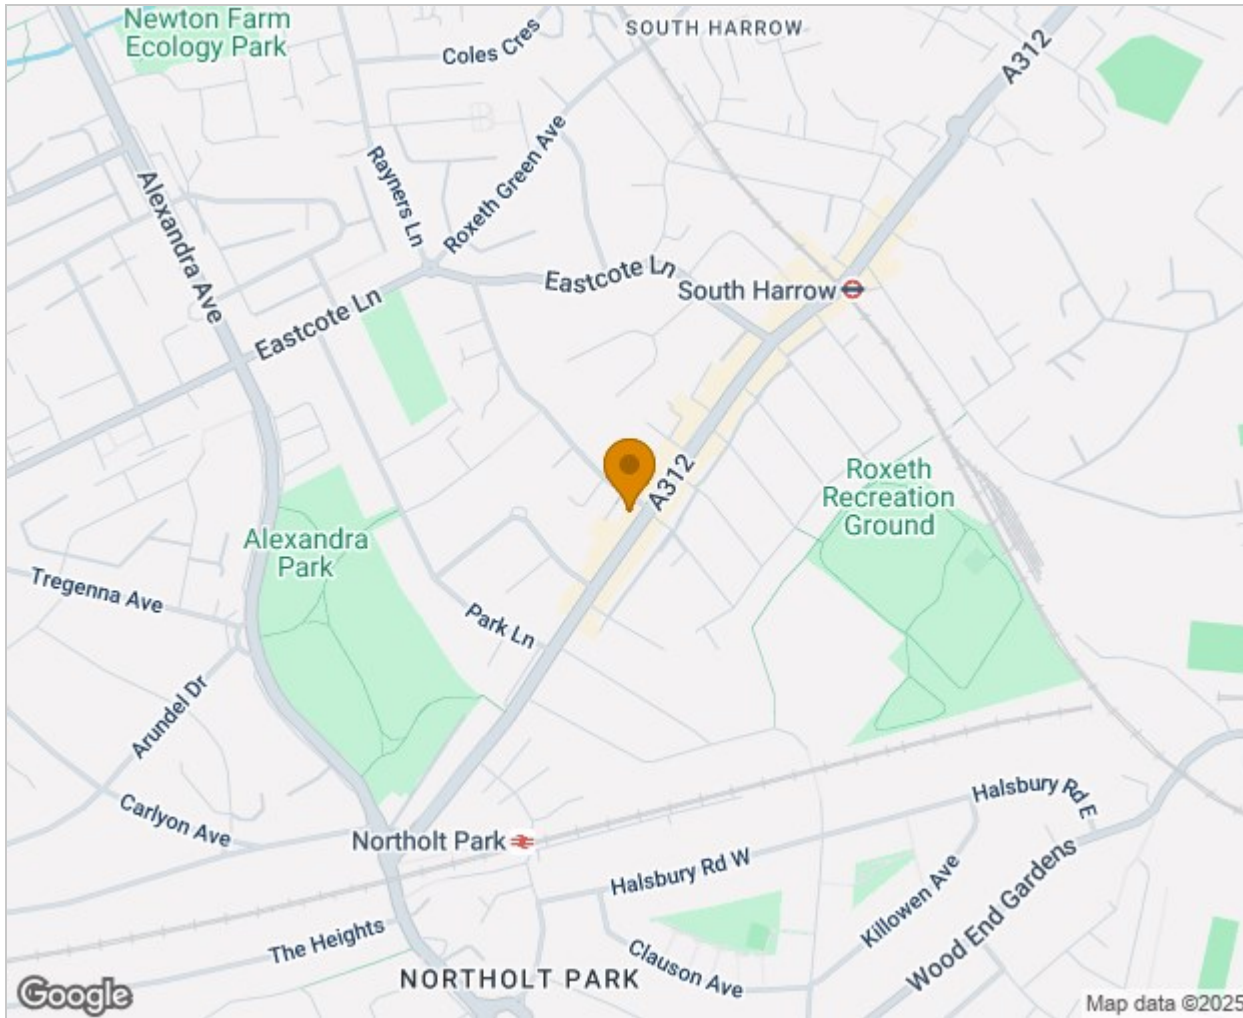 Newton Farm
Ecology Park
Coles Cres
SOUTH HARROW
A312
Rayners Ln
Roxeth Green Ave
Alexandra Ave
Eastcote Ln
Eastcote Ln
South Harrow
A312
Roxeth
Recreation
Ground
Alexandra
Park
Tregenna Ave
Park Ln
Arundel Dr
Carlyon Ave
Northolt Park
Halsbury Rd E
Halsbury Rd W
Killowen Ave
Wood End Gardens
The Heights
Clauson Ave
NORTHOLT PARK
Google
Map data ©2025